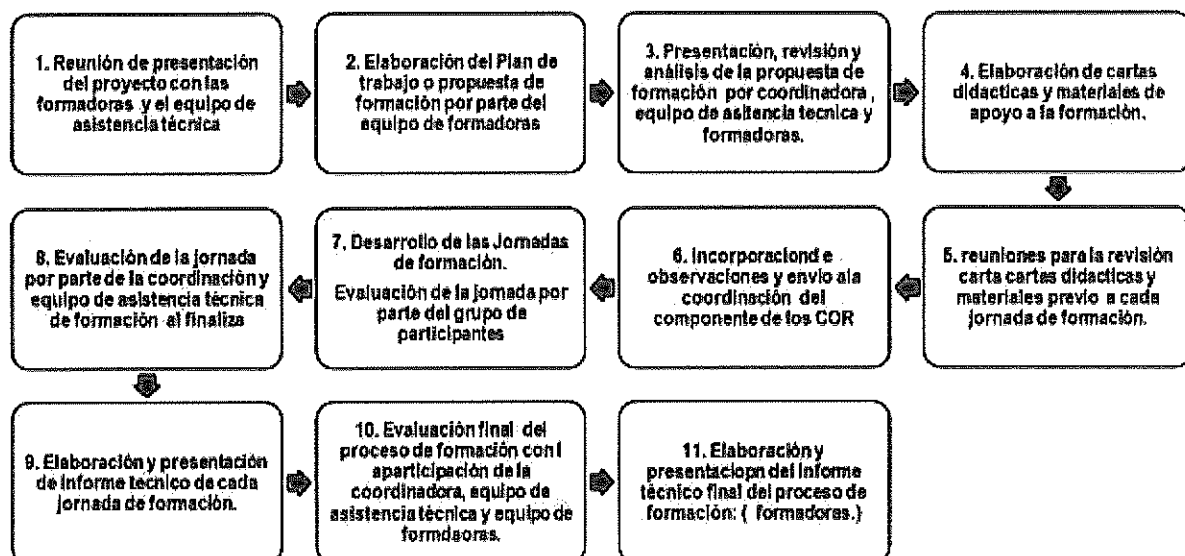 1. Reunión de presentación
del proyecto con las
formadoras y el equipo de
asistencia técnica
2. Elaboración del Plan de
trabajo o propuesta de
formación por parte del
equipo de formadoras
3. Presentación, revisión y
análisis de la propuesta de
formación por coordinadora ,
equipo de asitencia tecnica y
formadoras.
4. Elaboración de cartas
didacticas y materiales de
apoyo a la formación.
5. reuniones para la revisión
carta cartas didacticas y
materiales previo a cada
jornada de formación.
6. Incorporaciond e
observaciones y envio ala
coordinación del
componente de los COR
7. Desarrollo de las Jornadas
de formación.
Evaluación de la jornada por
parte del grupo de
participantes
8. Evaluación de la jornada
por parte de la coordinación y
equipo de asistencia técnica
de formación al finaliza
9. Elaboración y presentación
de informe técnico de cada
jornada de formación.
10. Evaluación final del
proceso de formación con l
aparticipación de la
coordinadora, equipo de
asistencia técnica y equipo de
formdaoras.
11. Elaboración y
presentaciopn del informe
técnico final del proceso de
formación: ( formadoras.)